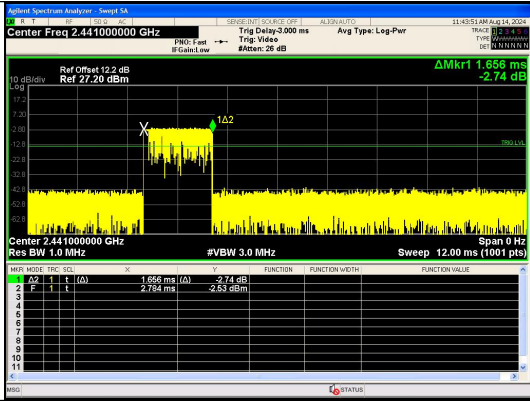 Agilent Spectrum Analyzer - Swept SA
R T RF 50 Ω AC SENSE:INT SOURCE OFF ALIGN AUTO 11:43:51 AM Aug 14, 2024
Center Freq 2.441000000 GHz
PNO: Fast
IFGain:Low
Trig Delay-3.000 ms
Trig: Video
#Atten: 26 dB
Avg Type: Log-Pwr
TRACE 1 2 3 4 5 6
TYPE
DET N N N N N N
ΔMkr1 1.656 ms
-2.74 dB
Ref Offset 12.2 dB
10 dB/div Ref 27.20 dBm
Log
17.2
7.20
-2.80
-12.8
-22.8
-32.8
-42.8
-52.8
-62.8
X
1Δ2
TRIG LVL
Center 2.441000000 GHz Span 0 Hz
Res BW 1.0 MHz #VBW 3.0 MHz Sweep 12.00 ms (1001 pts)
MKR MODE TRC SCL X Y FUNCTION FUNCTION WIDTH FUNCTION VALUE
1 Δ2 1 t (Δ) 1.656 ms (Δ) -2.74 dB
2 F 1 t 2.784 ms -2.53 dBm
3
4
5
6
7
8
9
10
11
MSG STATUS